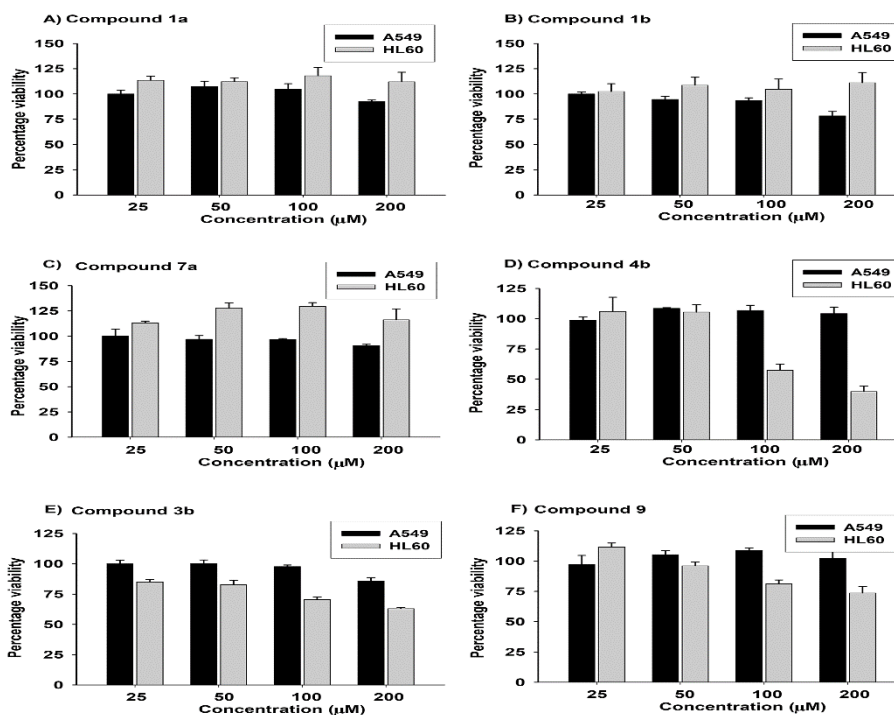 A) Compound 1a
A549
HL60
Percentage viability
150
125
100
75
50
25
0
25 50 100 200
Concentration (μM)
B) Compound 1b
A549
HL60
Percentage viability
150
125
100
75
50
25
0
25 50 100 200
Concentration (μM)
C) Compound 7a
A549
HL60
Percentage viability
150
125
100
75
50
25
0
25 50 100 200
Concentration (μM)
D) Compound 4b
A549
HL60
Percentage viability
125
100
75
50
25
0
25 50 100 200
Concentration (μM)
E) Compound 3b
A549
HL60
Percentage viability
125
100
75
50
25
0
25 50 100 200
Concentration (μM)
F) Compound 9
A549
HL60
Percentage viability
125
100
75
50
25
0
25 50 100 200
Concentration (μM)